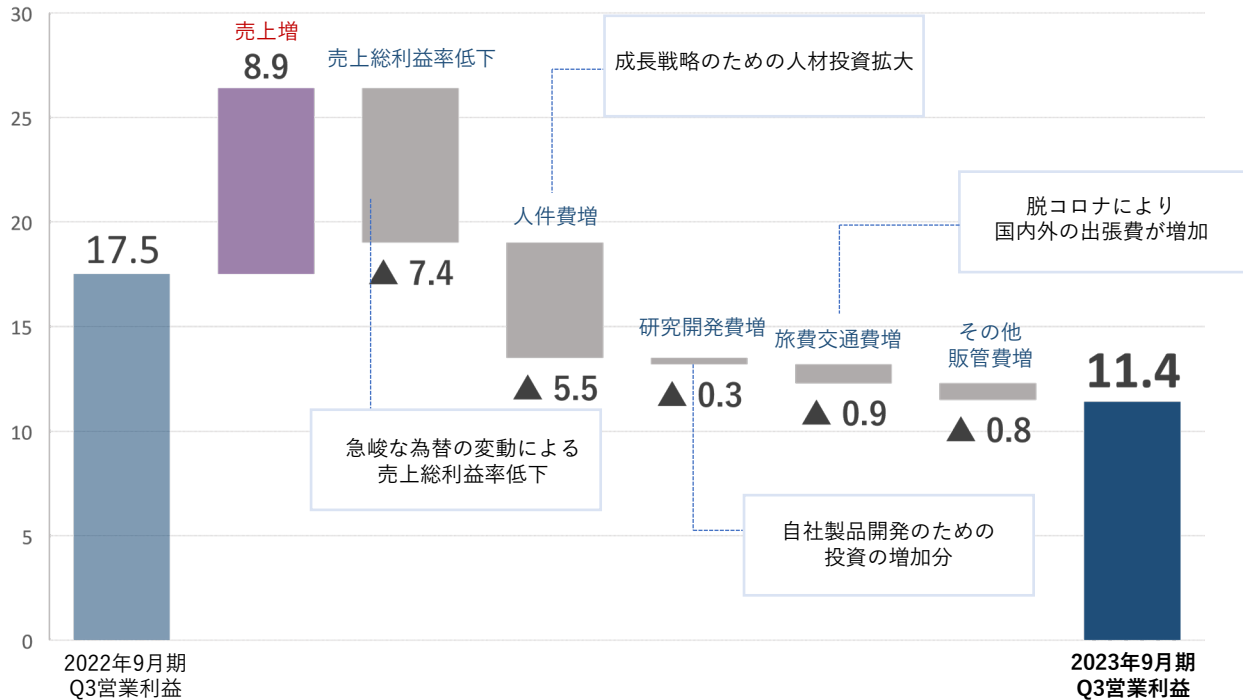 30
25
20
15
10
5
0
17.5
売上増
8.9
売上総利益率低下
▲ 7.4
急峻な為替の変動による
売上総利益率低下
成長戦略のための人材投資拡大
人件費増
▲ 5.5
研究開発費増
▲ 0.3
自社製品開発のための
投資の増加分
脱コロナにより
国内外の出張費が増加
旅費交通費増
▲ 0.9
その他
販管費増
▲ 0.8
11.4
2022年9月期
Q3営業利益
2023年9月期
Q3営業利益